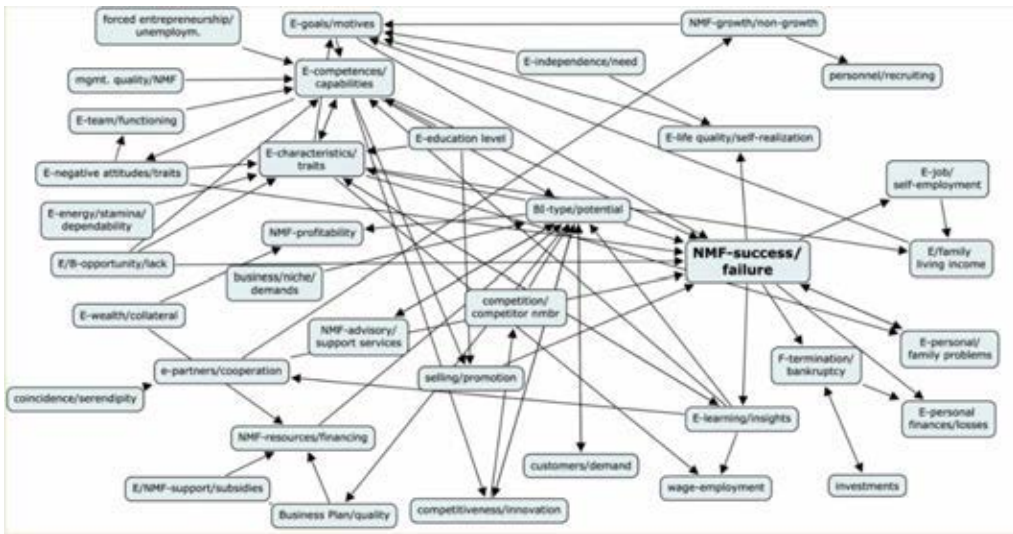 forced entrepreneurship/
unemploym.
E-goals/motives
NMF-growth/non-growth
E-independence/need
personnel/recruiting
mgmt. quality/NMF
E-competences/
capabilities
E-team/functioning
E-education level
E-life quality/self-realization
E-characteristics/
traits
E-negative attitudes/traits
E-job/
self-employment
E-energy/stamina/
dependability
BI-type/potential
NMF-profitability
NMF-success/
failure
E/family
living income
E/B-opportunity/lack
business/niche/
demands
E-wealth/collateral
competition/
competitor nmbr
NMF-advisory/
support services
E-personal/
family problems
F-termination/
bankruptcy
e-partners/cooperation
selling/promotion
coincidence/serendipity
E-learning/insights
E-personal
finances/losses
NMF-resources/financing
customers/demand
E/NMF-support/subsidies
wage-employment
investments
Business Plan/quality
competitiveness/innovation